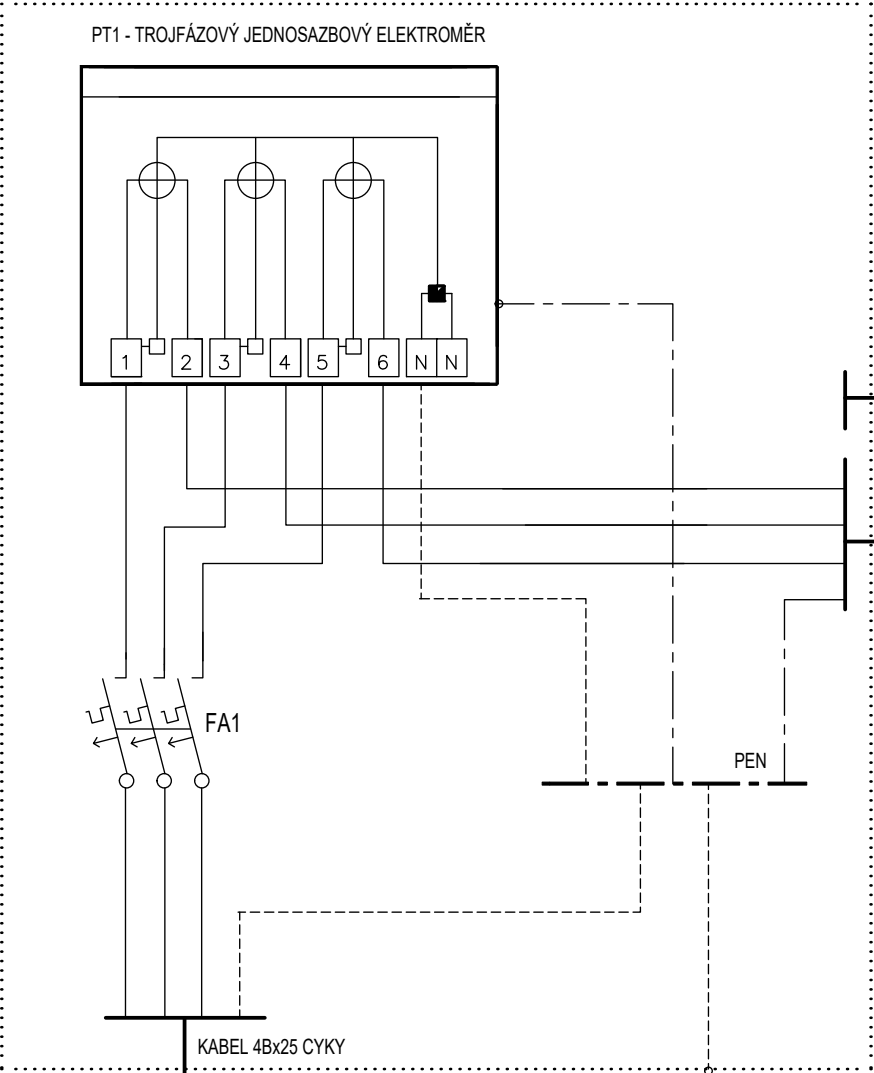 PT1 - TROJFÁZOVÝ JEDNOSAZBOVÝ ELEKTROMĚR
1 2 3 4 5 6 N N
FA1
PEN
KABEL 4Bx25 CYKY